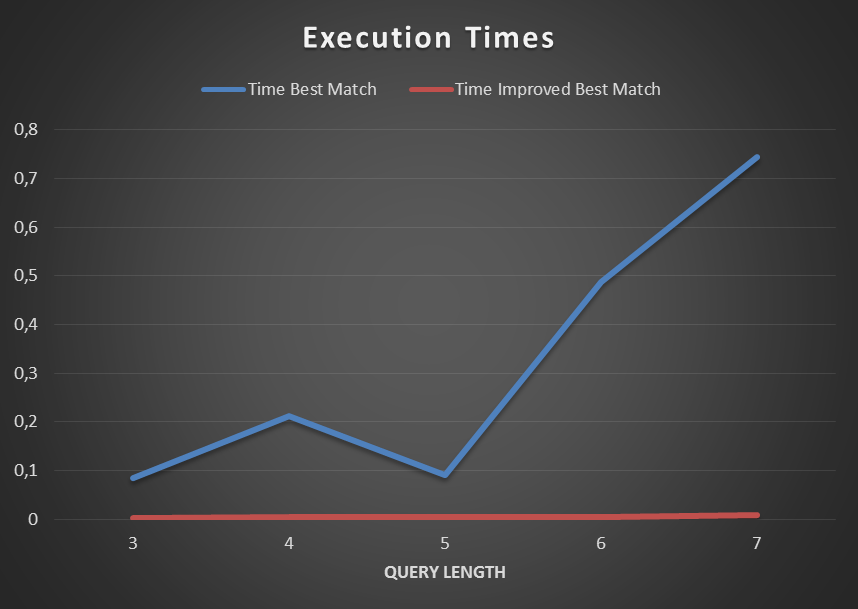 Execution Times
Time Best Match Time Improved Best Match
0,8
0,7
0,6
0,5
0,4
0,3
0,2
0,1
0
3 4 5 6 7
QUERY LENGTH